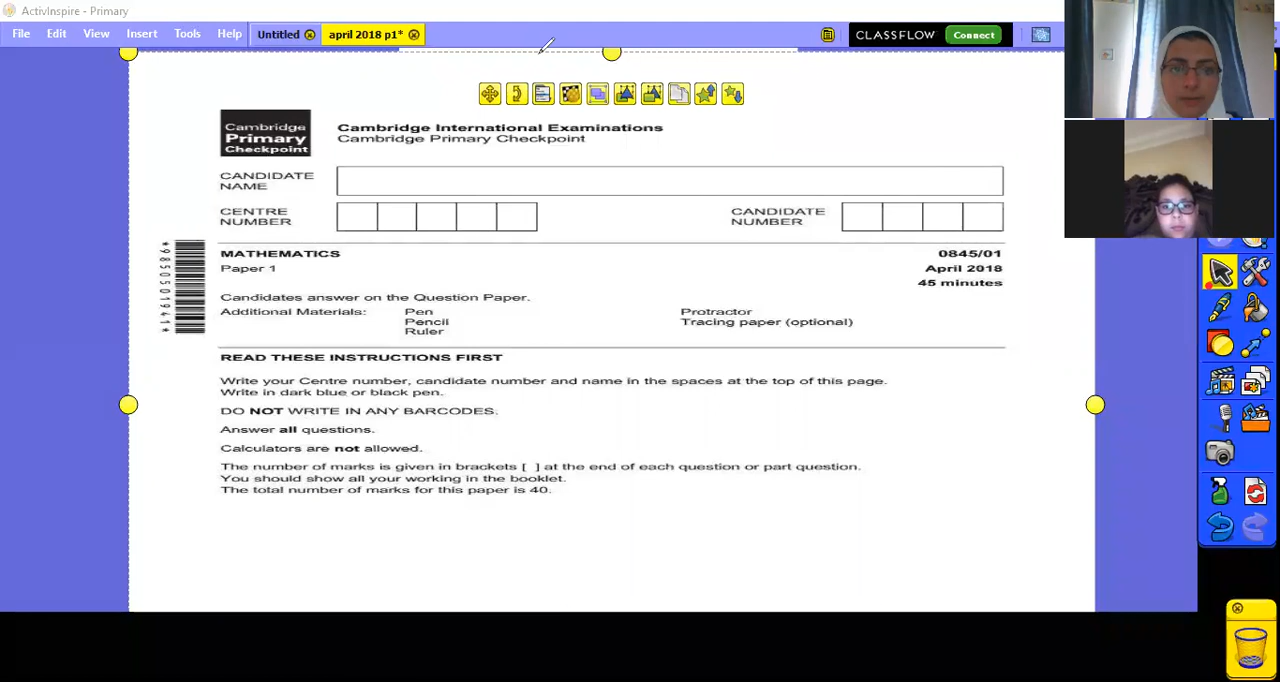 ActivInspire - Primary
File Edit View Insert Tools Help Untitled april 2018 p1* CLASSFLOW Connect
Cambridge
Primary
Checkpoint
Cambridge International Examinations
Cambridge Primary Checkpoint
CANDIDATE
NAME
CENTRE
NUMBER
CANDIDATE
NUMBER
*9850501941*
MATHEMATICS 0845/01
Paper 1 April 2018
45 minutes
Candidates answer on the Question Paper.
Additional Materials: Pen Protractor
Pencil Tracing paper (optional)
Ruler
READ THESE INSTRUCTIONS FIRST
Write your Centre number, candidate number and name in the spaces at the top of this page.
Write in dark blue or black pen.
DO NOT WRITE IN ANY BARCODES.
Answer all questions.
Calculators are not allowed.
The number of marks is given in brackets [ ] at the end of each question or part question.
You should show all your working in the booklet.
The total number of marks for this paper is 40.